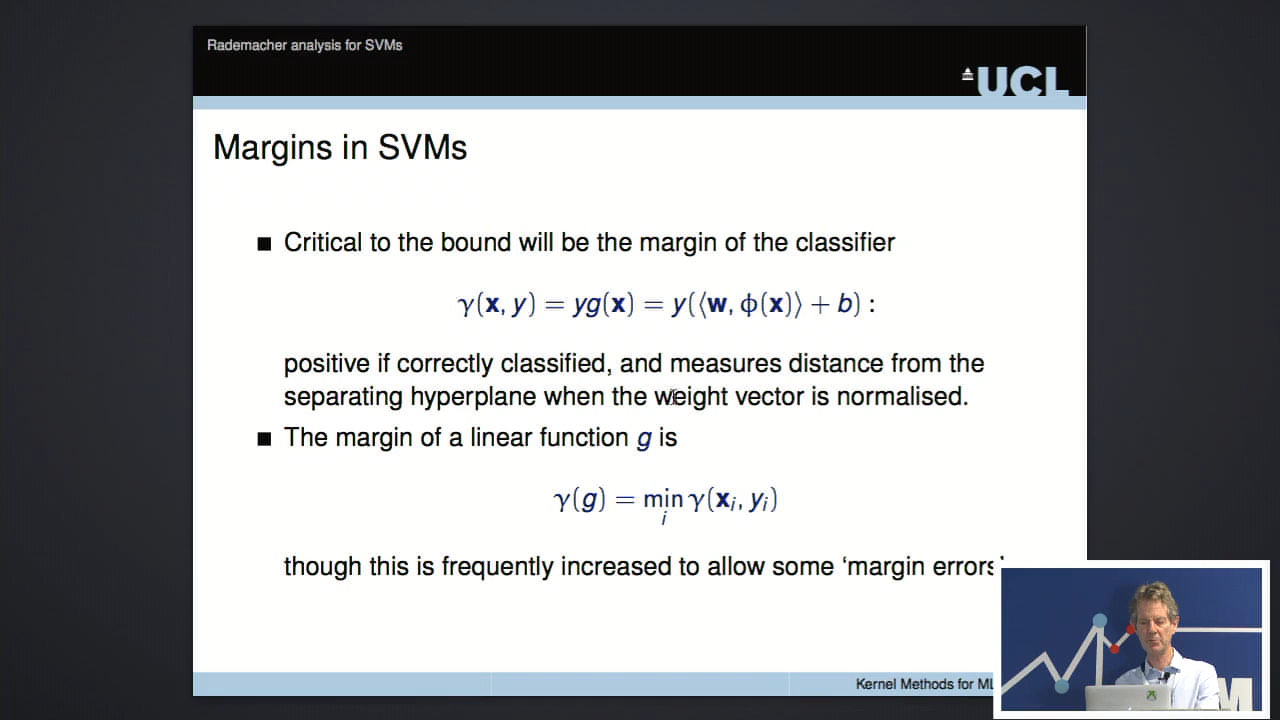 Rademacher analysis for SVMs
UCL
Margins in SVMs
Critical to the bound will be the margin of the classifier
γ(x, y) = yg(x) = y(⟨w, ϕ(x)⟩ + b) :
positive if correctly classified, and measures distance from the
separating hyperplane when the weight vector is normalised.
The margin of a linear function g is
γ(g) = min γ(xᵢ, yᵢ)
i
though this is frequently increased to allow some ‘margin errors’
Kernel Methods for ML
M